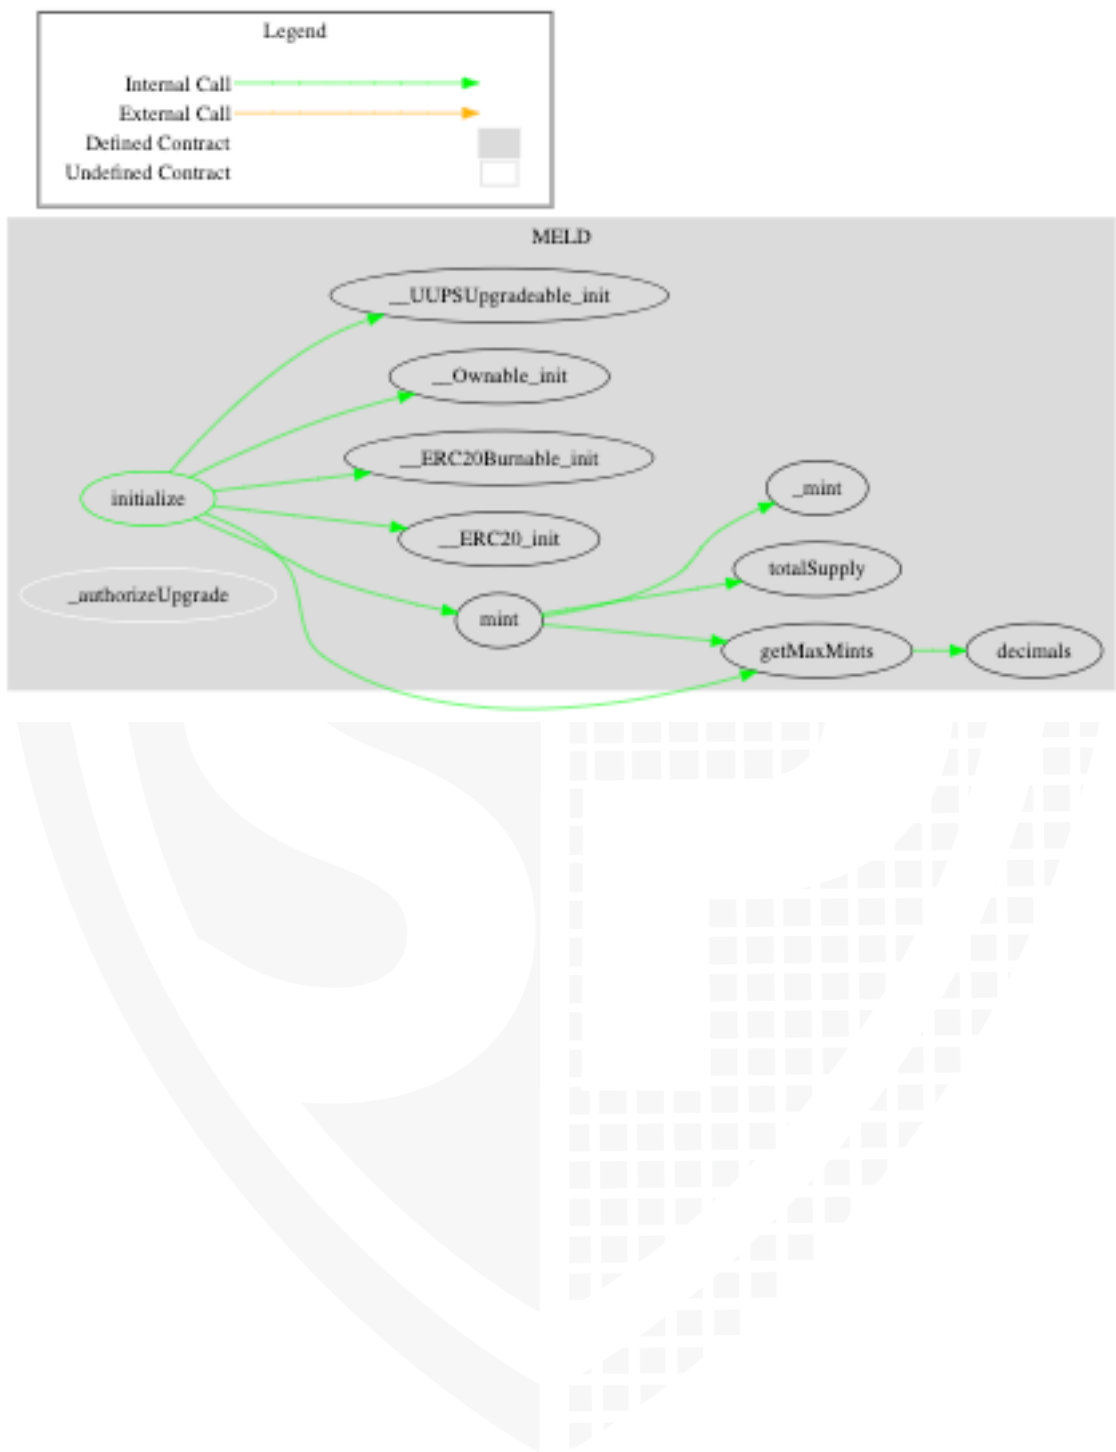 Legend
Internal Call
External Call
Defined Contract
Undefined Contract
MELD
__UUPSUpgradeable_init
__Ownable_init
__ERC20Burnable_init
_mint
initialize
__ERC20_init
totalSupply
_authorizeUpgrade
mint
getMaxMints
decimals